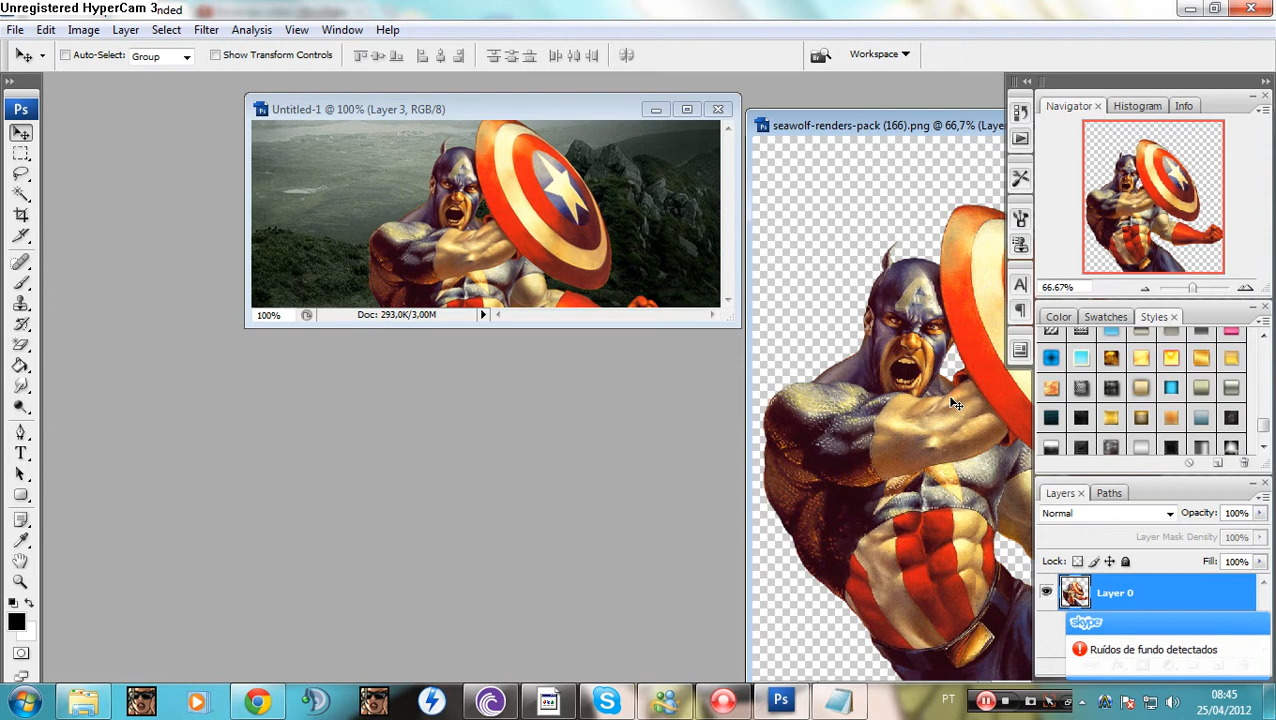 Unregistered HyperCam 3
nded
File Edit Image Layer Select Filter Analysis View Window Help
Auto-Select: Group Show Transform Controls Workspace
Ps
Untitled-1 @ 100% (Layer 3, RGB/8)
100% Doc: 293,0K/3,00M
seawolf-renders-pack (166).png @ 66,7% (Laye
Navigator Histogram Info
66.67%
Color Swatches Styles
Layers Paths
Normal Opacity: 100%
Layer Mask Density: 100%
Lock: Fill: 100%
Layer 0
skype
Ruídos de fundo detectados
PT
08:45
25/04/2012